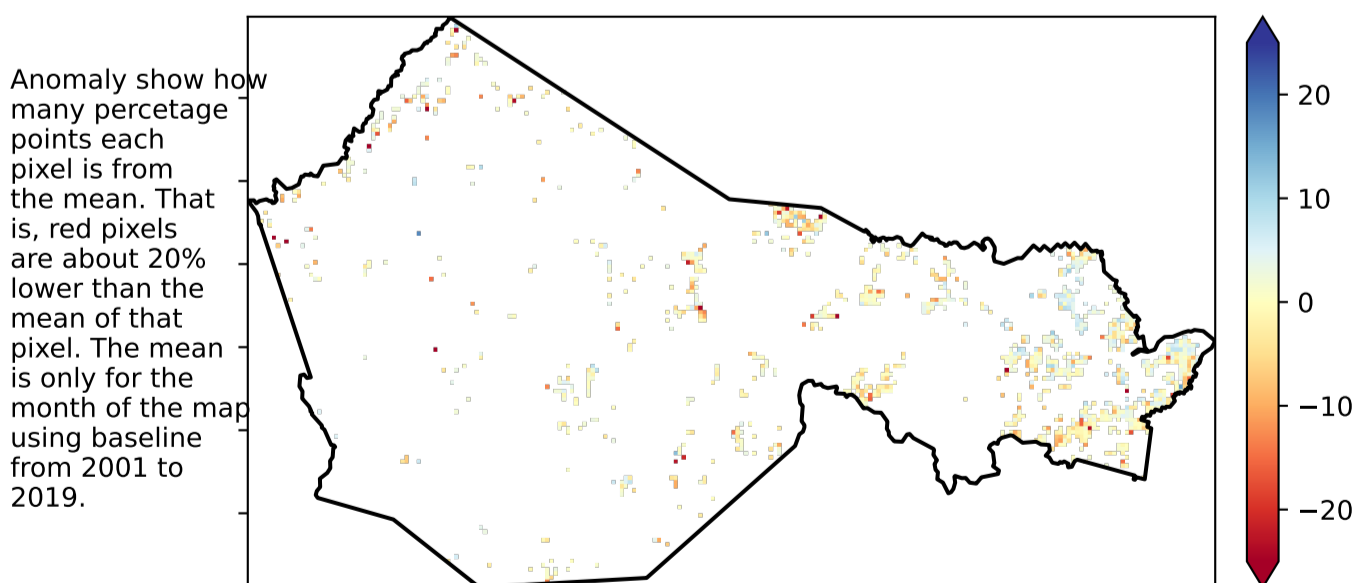 Anomaly show how
many percetage
points each
pixel is from
the mean. That
is, red pixels
are about 20%
lower than the
mean of that
pixel. The mean
is only for the
month of the map
using baseline
from 2001 to
2019.
20
10
0
−10
−20